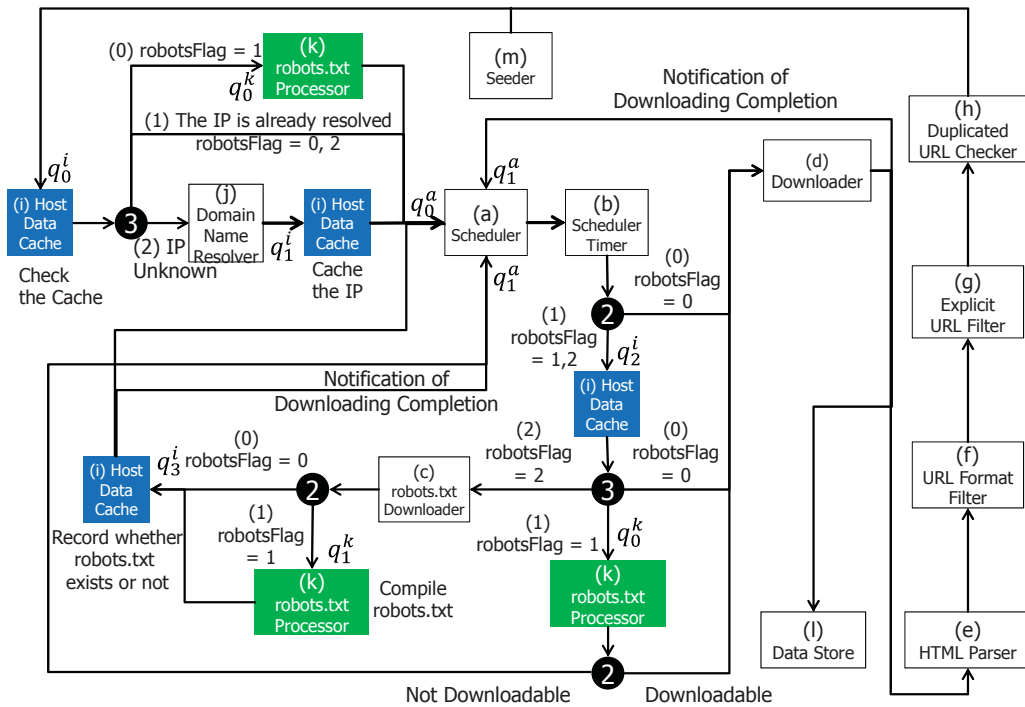 (0) robotsFlag = 1
(k)
robots.txt
Processor
q_0^k
(m)
Seeder
Notification of
Downloading Completion
(1) The IP is already resolved
robotsFlag = 0, 2
(h)
Duplicated
URL Checker
q_0^i
q_1^a
(d)
Downloader
(i) Host
Data
Cache
3
(j)
Domain
Name
Resolver
q_1^i
(i) Host
Data
Cache
q_0^a
(a)
Scheduler
(b)
Scheduler
Timer
(2) IP
Unknown
Check
the Cache
Cache
the IP
q_1^a
(0)
robotsFlag
= 0
(g)
Explicit
URL Filter
2
(1)
robotsFlag
= 1,2
q_2^i
Notification of
Downloading Completion
(i) Host
Data
Cache
(0)
robotsFlag = 0
(2)
robotsFlag
= 2
(0)
robotsFlag
= 0
(f)
URL Format
Filter
q_3^i
(i) Host
Data
Cache
2
(c)
robots.txt
Downloader
3
Record whether
robots.txt
exists or not
(1)
robotsFlag
= 1
q_1^k
(1)
robotsFlag = 1
q_0^k
(k)
robots.txt
Processor
Compile
robots.txt
(k)
robots.txt
Processor
(l)
Data Store
(e)
HTML Parser
2
Not Downloadable
Downloadable